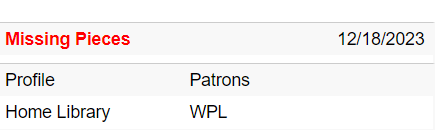 Missing Pieces 12/18/2023
Profile Patrons
Home Library WPL